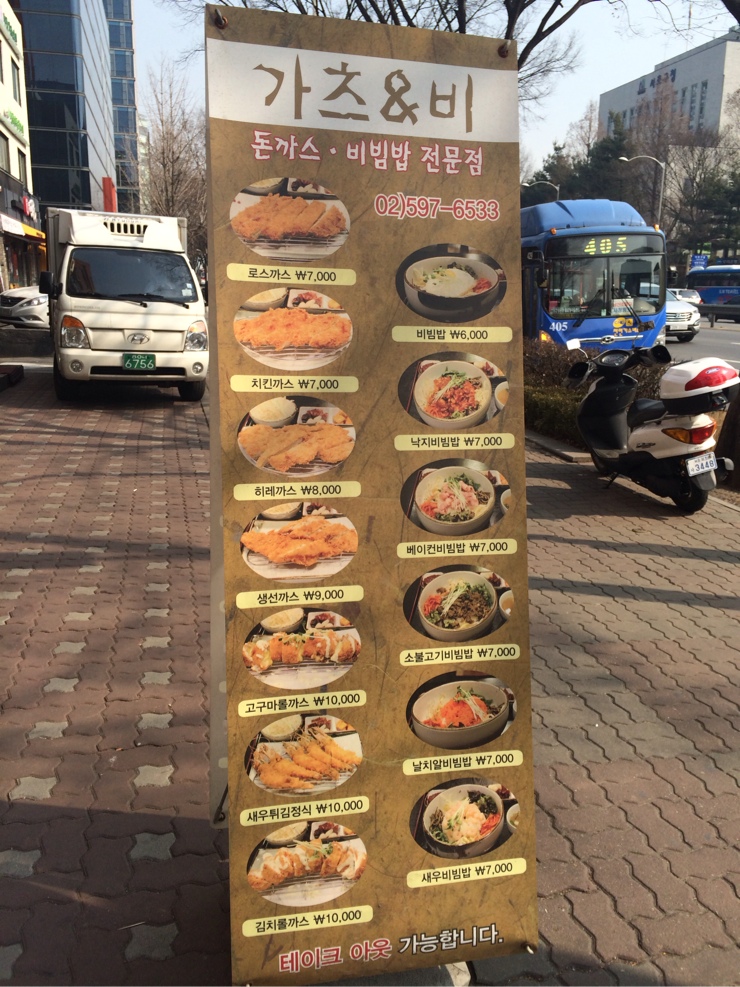 가츠&비
돈까스 · 비빔밥 전문점
02)597-6533
로스까스 ₩7,000
치킨까스 ₩7,000
히레까스 ₩8,000
생선까스 ₩9,000
고구마롤까스 ₩10,000
새우튀김정식 ₩10,000
김치롤까스 ₩10,000
비빔밥 ₩6,000
낙지비빔밥 ₩7,000
베이컨비빔밥 ₩7,000
소불고기비빔밥 ₩7,000
날치알비빔밥 ₩7,000
새우비빔밥 ₩7,000
테이크 아웃 가능합니다.
405
405
6756
3448